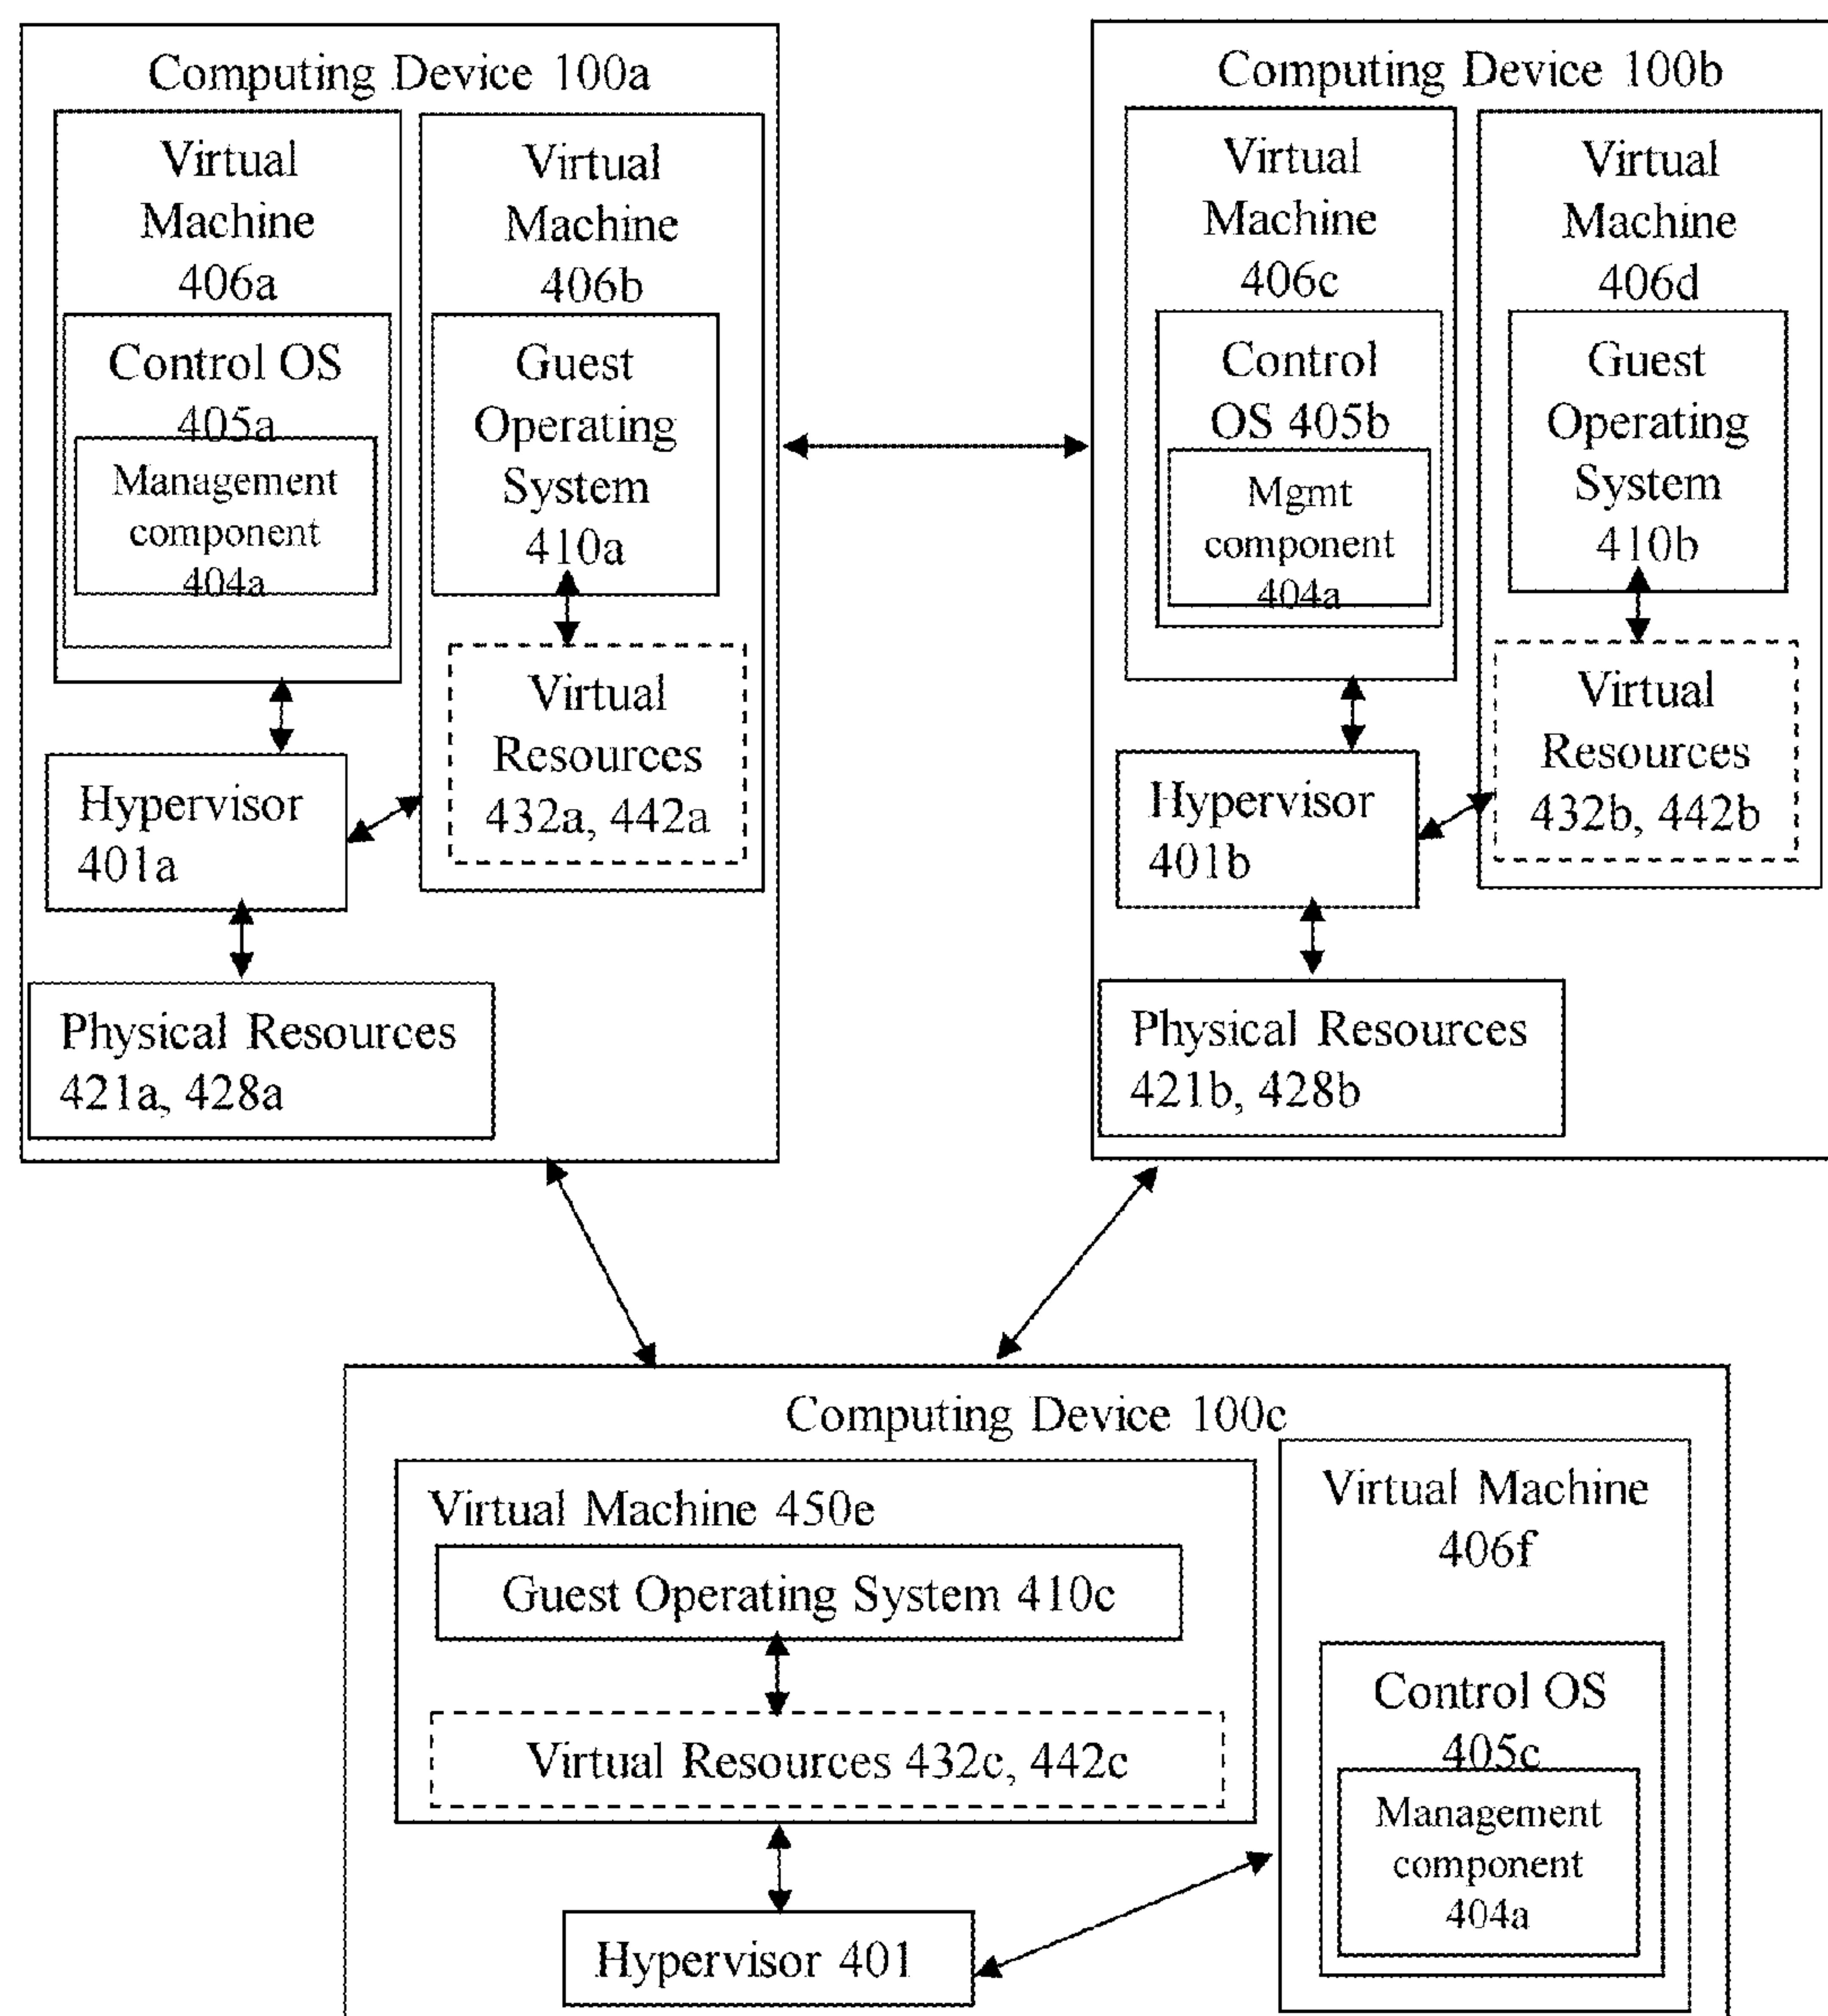 Computing Device 100a
Virtual
Machine
406a
Control OS
405a
Management
component
404a
Virtual
Machine
406b
Guest
Operating
System
410a
Virtual
Resources
432a, 442a
Hypervisor
401a
Physical Resources
421a, 428a
Computing Device 100b
Virtual
Machine
406c
Control
OS 405b
Mgmt
component
404a
Virtual
Machine
406d
Guest
Operating
System
410b
Virtual
Resources
432b, 442b
Hypervisor
401b
Physical Resources
421b, 428b
Computing Device 100c
Virtual Machine 450e
Guest Operating System 410c
Virtual Resources 432c, 442c
Hypervisor 401
Virtual Machine
406f
Control OS
405c
Management
component
404a